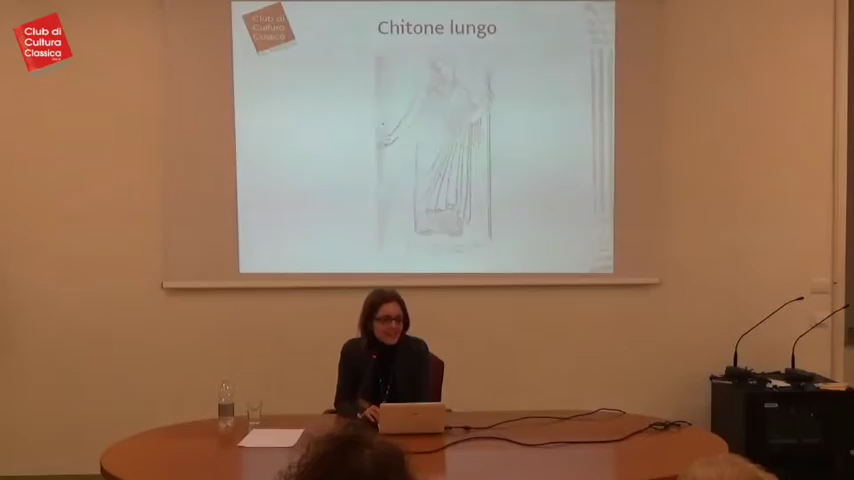 Club di
Cultura
Classica
Club di
Cultura
Classica
Chitone lungo